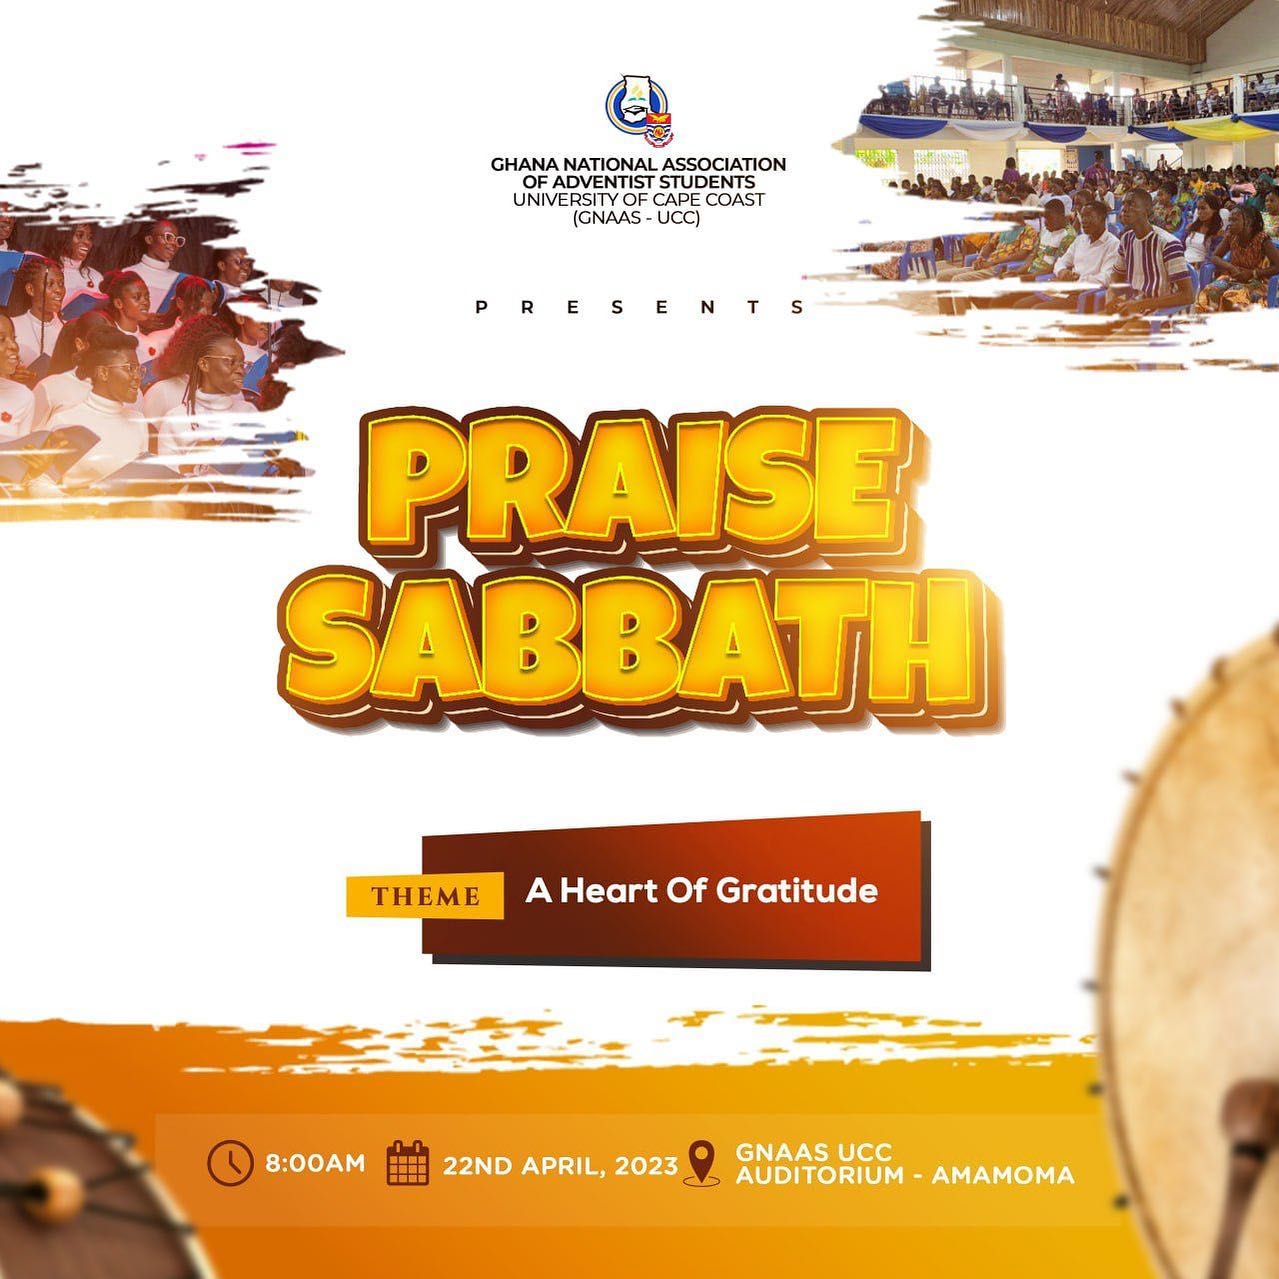 GHANA NATIONAL ASSOCIATION
OF ADVENTIST STUDENTS
UNIVERSITY OF CAPE COAST
(GNAAS - UCC)
PRESENTS
PRAISE
SABBATH
THEME
A Heart Of Gratitude
8:00AM
22ND APRIL, 2023
GNAAS UCC
AUDITORIUM - AMAMOMA